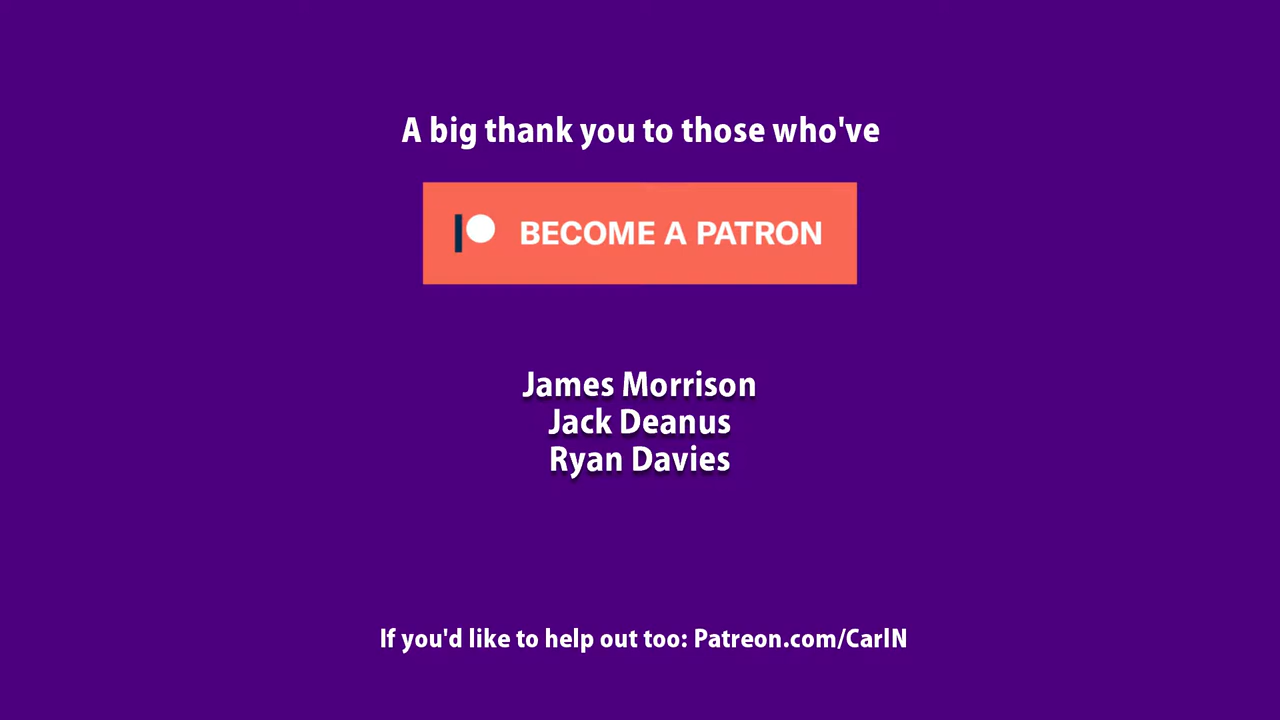 A big thank you to those who've
BECOME A PATRON
James Morrison
Jack Deanus
Ryan Davies
If you'd like to help out too: Patreon.com/CarlN